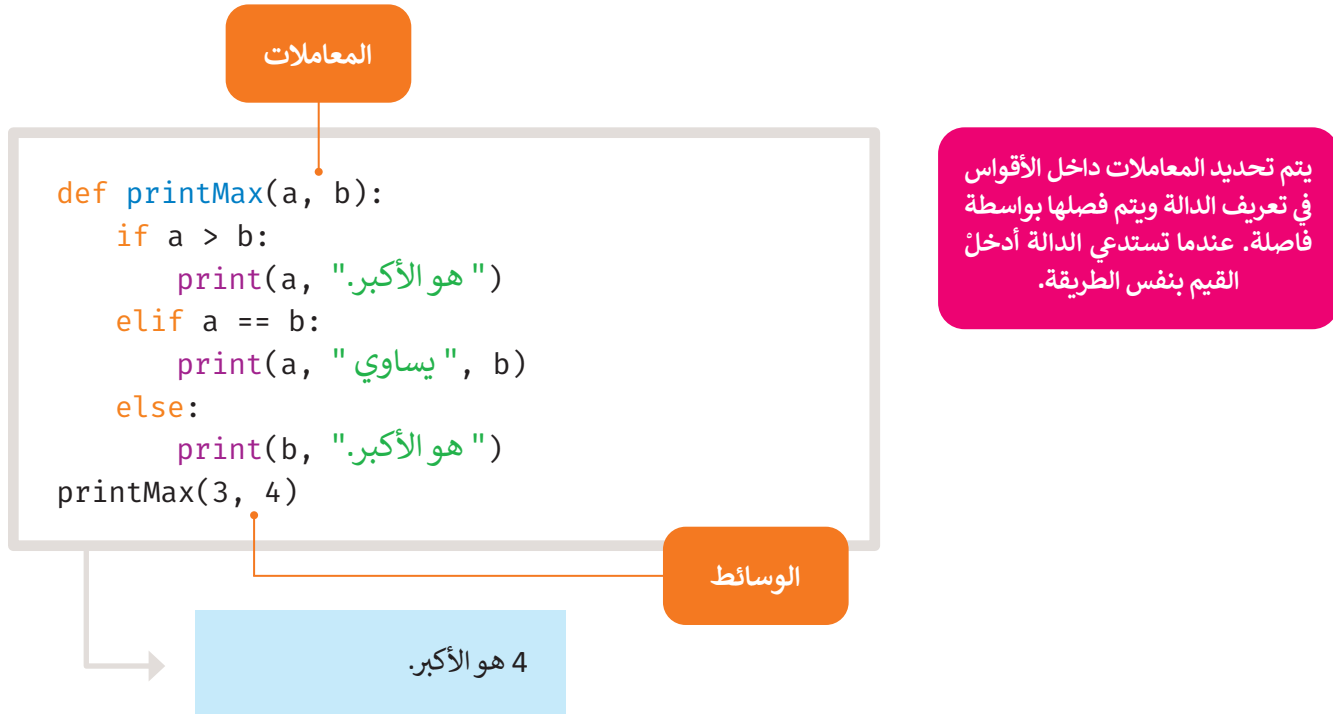 المعاملات
def printMax(a, b):
    if a > b:
        print(a, " هو الأكبر.")
    elif a == b:
        print(a, " يساوي ", b)
    else:
        print(b, " هو الأكبر.")
printMax(3, 4)
الوسائط
4 هو الأكبر.
يتم تحديد المعاملات داخل الأقواس
في تعريف الدالة ويتم فصلها بواسطة
فاصلة. عندما تستدعي الدالة أدخلْ
القيم بنفس الطريقة.